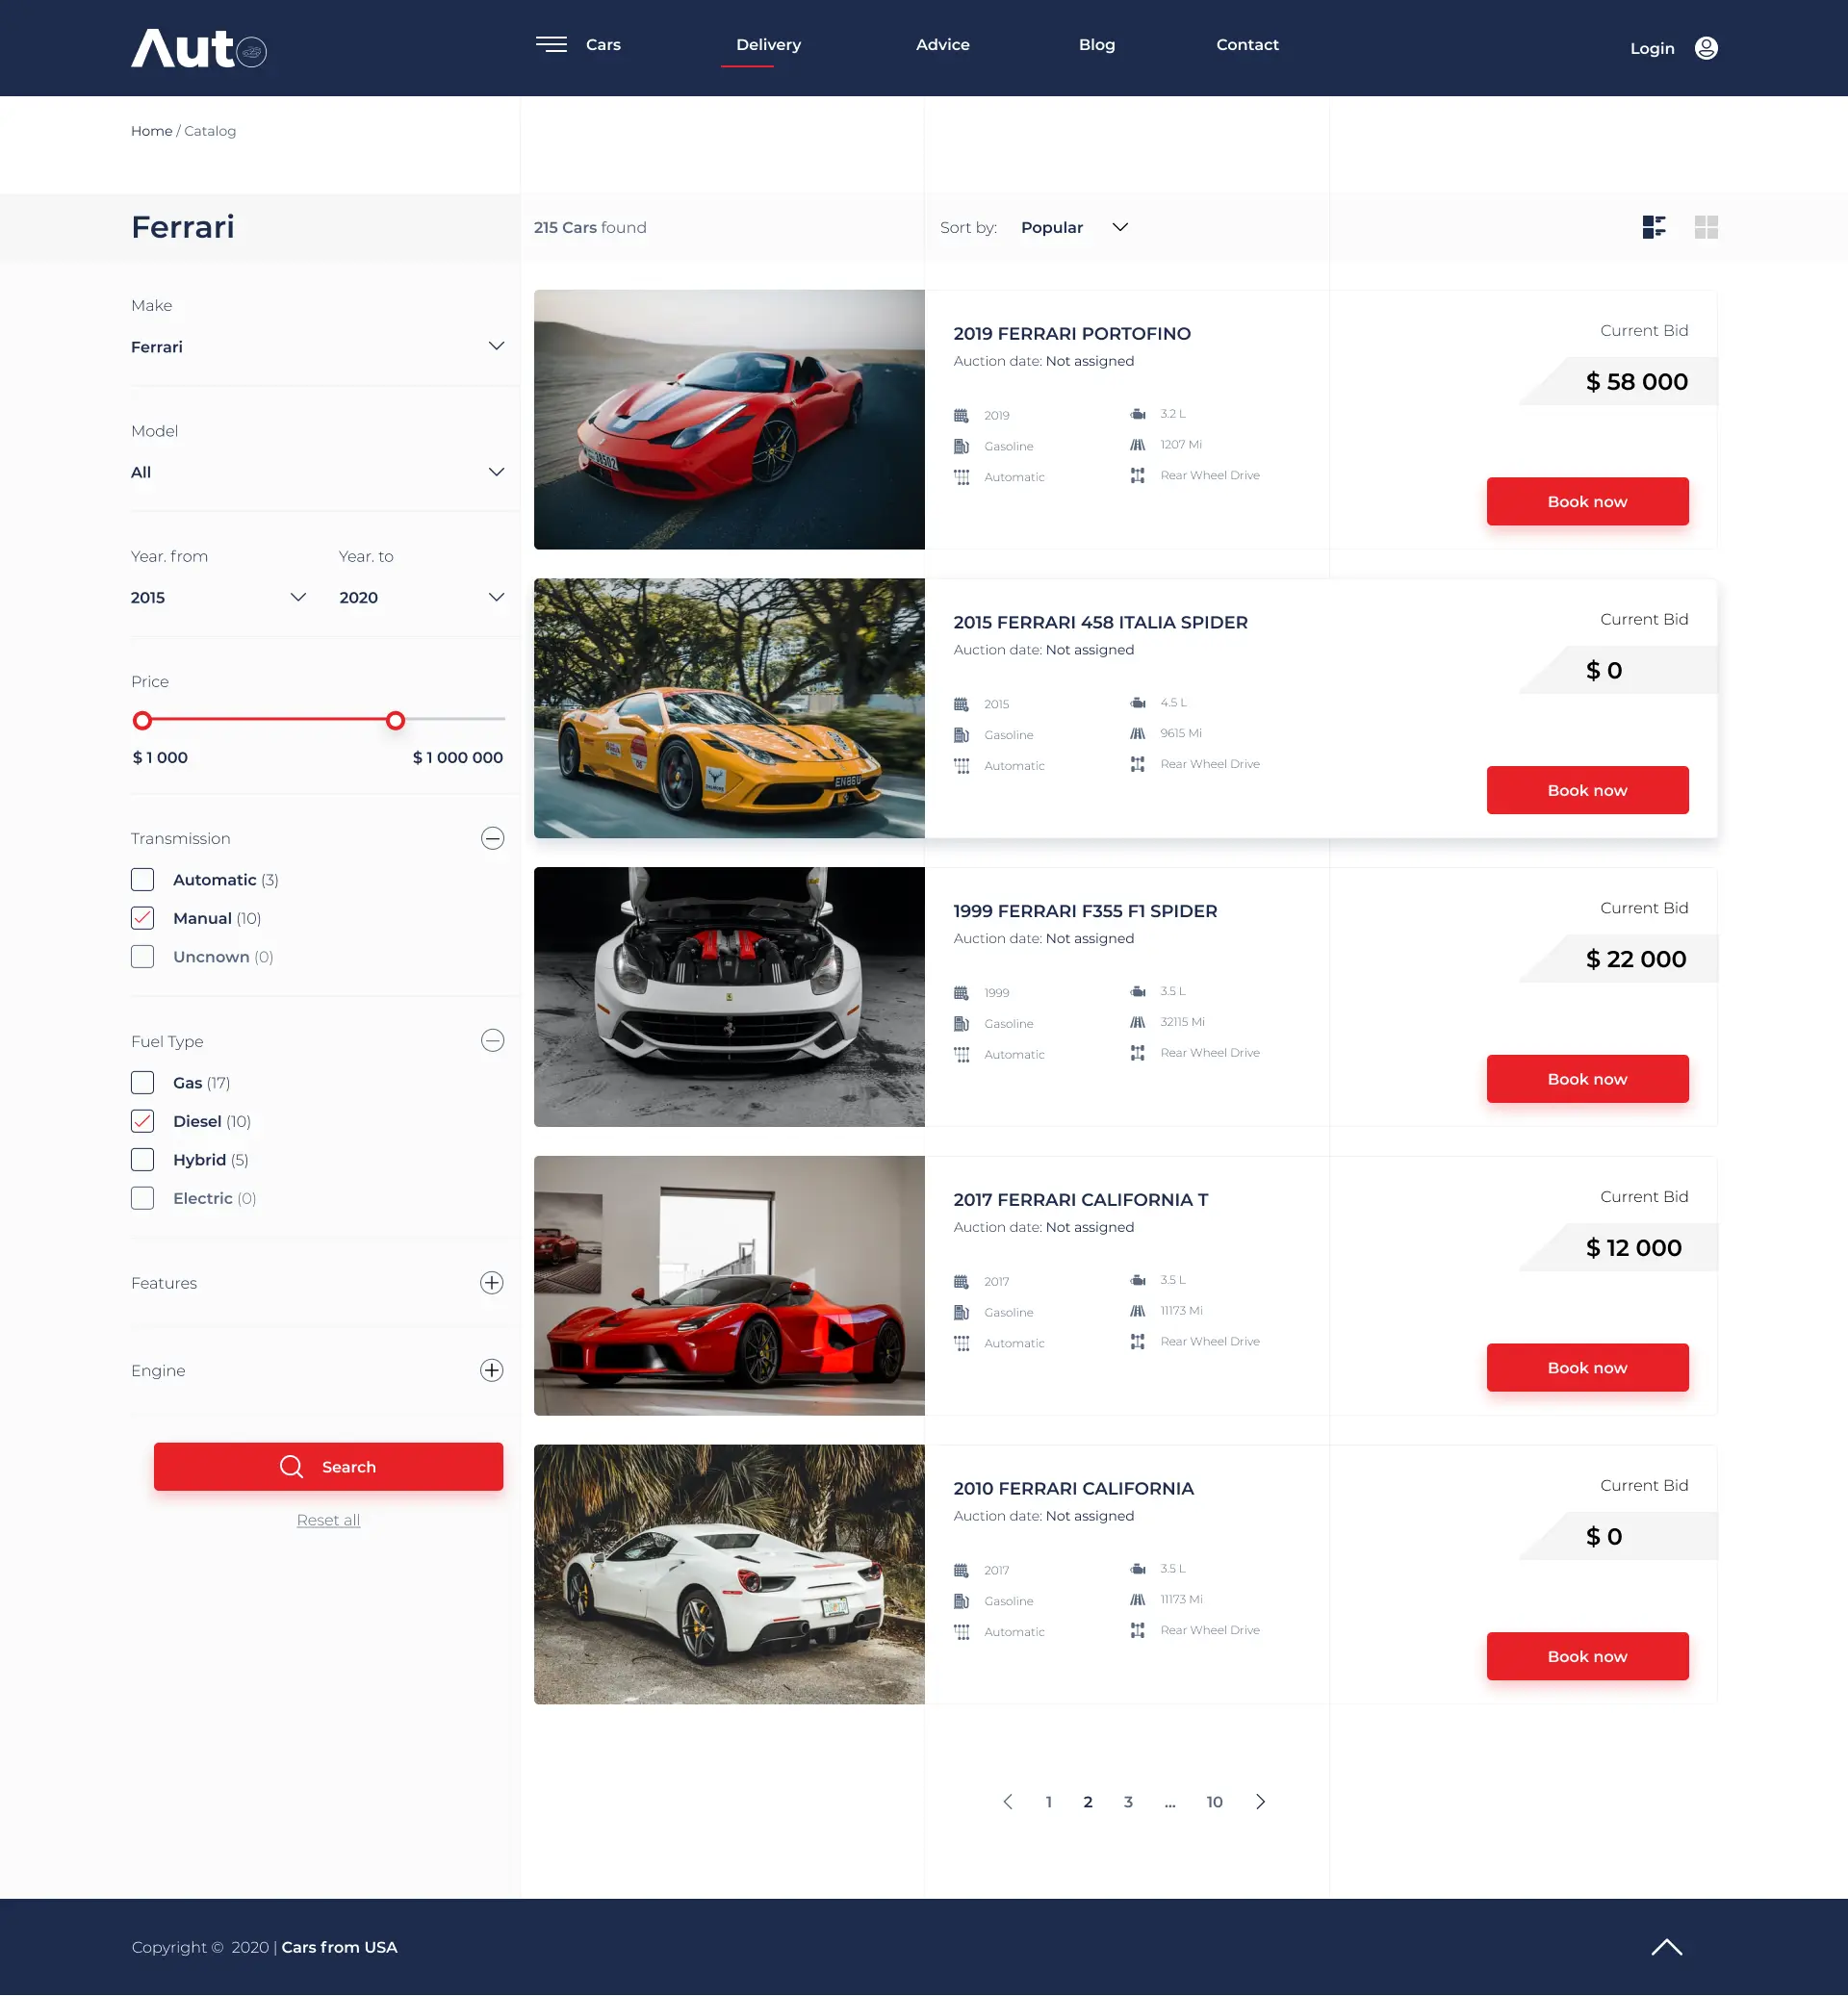 Auto
Cars Delivery Advice Blog Contact Login
Home / Catalog
Ferrari
215 Cars found
Sort by: Popular
Make
Ferrari
Model
All
Year. from Year. to
2015 2020
Price
$ 1 000 $ 1 000 000
Transmission
Automatic (3)
Manual (10)
Uncnown (0)
Fuel Type
Gas (17)
Diesel (10)
Hybrid (5)
Electric (0)
Features
Engine
Search
Reset all
2019 FERRARI PORTOFINO
Auction date: Not assigned
2019 3.2 L
Gasoline 1207 Mi
Automatic Rear Wheel Drive
Current Bid
$ 58 000
Book now
2015 FERRARI 458 ITALIA SPIDER
Auction date: Not assigned
2015 4.5 L
Gasoline 9615 Mi
Automatic Rear Wheel Drive
Current Bid
$ 0
Book now
1999 FERRARI F355 F1 SPIDER
Auction date: Not assigned
1999 3.5 L
Gasoline 32115 Mi
Automatic Rear Wheel Drive
Current Bid
$ 22 000
Book now
2017 FERRARI CALIFORNIA T
Auction date: Not assigned
2017 3.5 L
Gasoline 11173 Mi
Automatic Rear Wheel Drive
Current Bid
$ 12 000
Book now
2010 FERRARI CALIFORNIA
Auction date: Not assigned
2017 3.5 L
Gasoline 11173 Mi
Automatic Rear Wheel Drive
Current Bid
$ 0
Book now
1 2 3 ... 10
Copyright © 2020 | Cars from USA